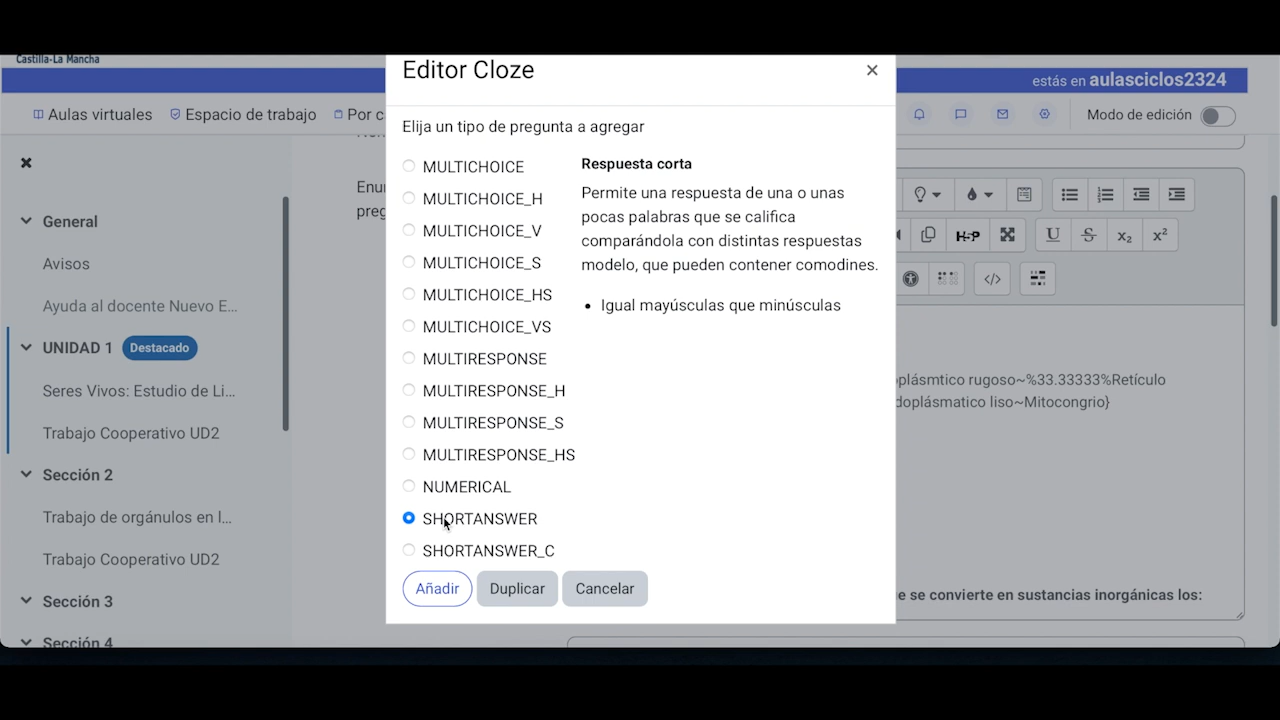 Castilla-La Mancha
estás en aulasciclos2324
Aulas virtuales
Espacio de trabajo
Por c
Modo de edición
General
Avisos
Ayuda al docente Nuevo E...
UNIDAD 1 Destacado
Seres Vivos: Estudio de Li...
Trabajo Cooperativo UD2
Sección 2
Trabajo de orgánulos en l...
Trabajo Cooperativo UD2
Sección 3
Sección 4
Enun
preg
Editor Cloze
Elija un tipo de pregunta a agregar
MULTICHOICE
MULTICHOICE_H
MULTICHOICE_V
MULTICHOICE_S
MULTICHOICE_HS
MULTICHOICE_VS
MULTIRESPONSE
MULTIRESPONSE_H
MULTIRESPONSE_S
MULTIRESPONSE_HS
NUMERICAL
SHORTANSWER
SHORTANSWER_C
Respuesta corta
Permite una respuesta de una o unas
pocas palabras que se califica
comparándola con distintas respuestas
modelo, que pueden contener comodines.
Igual mayúsculas que minúsculas
Añadir
Duplicar
Cancelar
H-P
U
S
x₂
x²
</>
plásmtico rugoso~%33.33333%Retículo
doplásmatico liso~Mitocongrio}
e se convierte en sustancias inorgánicas los: